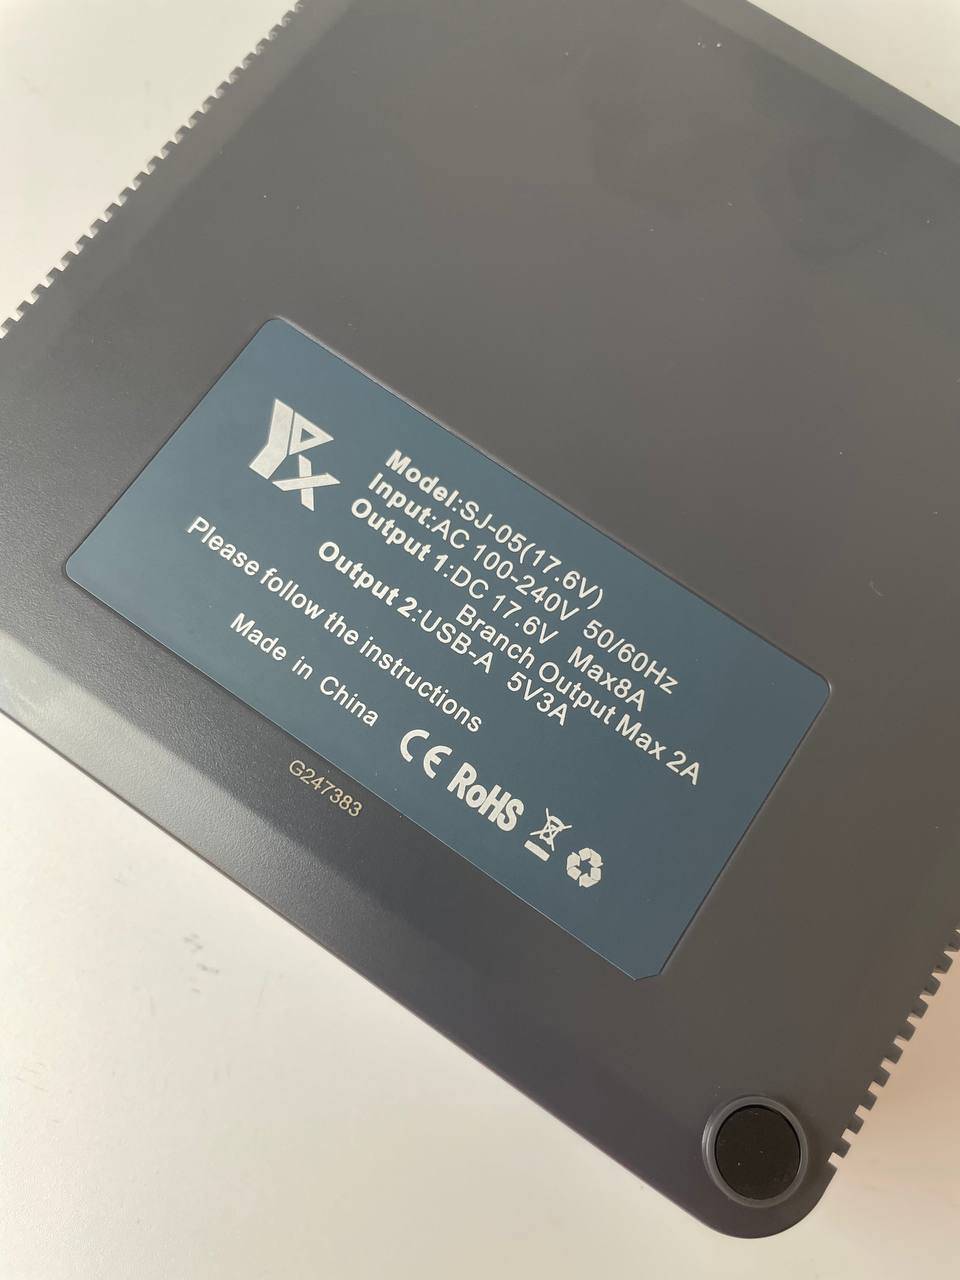 YX
Model:SJ-05(17.6V)
Input:AC 100-240V 50/60Hz
Output 1:DC 17.6V Max8A
Branch Output Max 2A
Output 2:USB-A 5V3A
Please follow the instructions
Made in China
CE RoHS
G247383